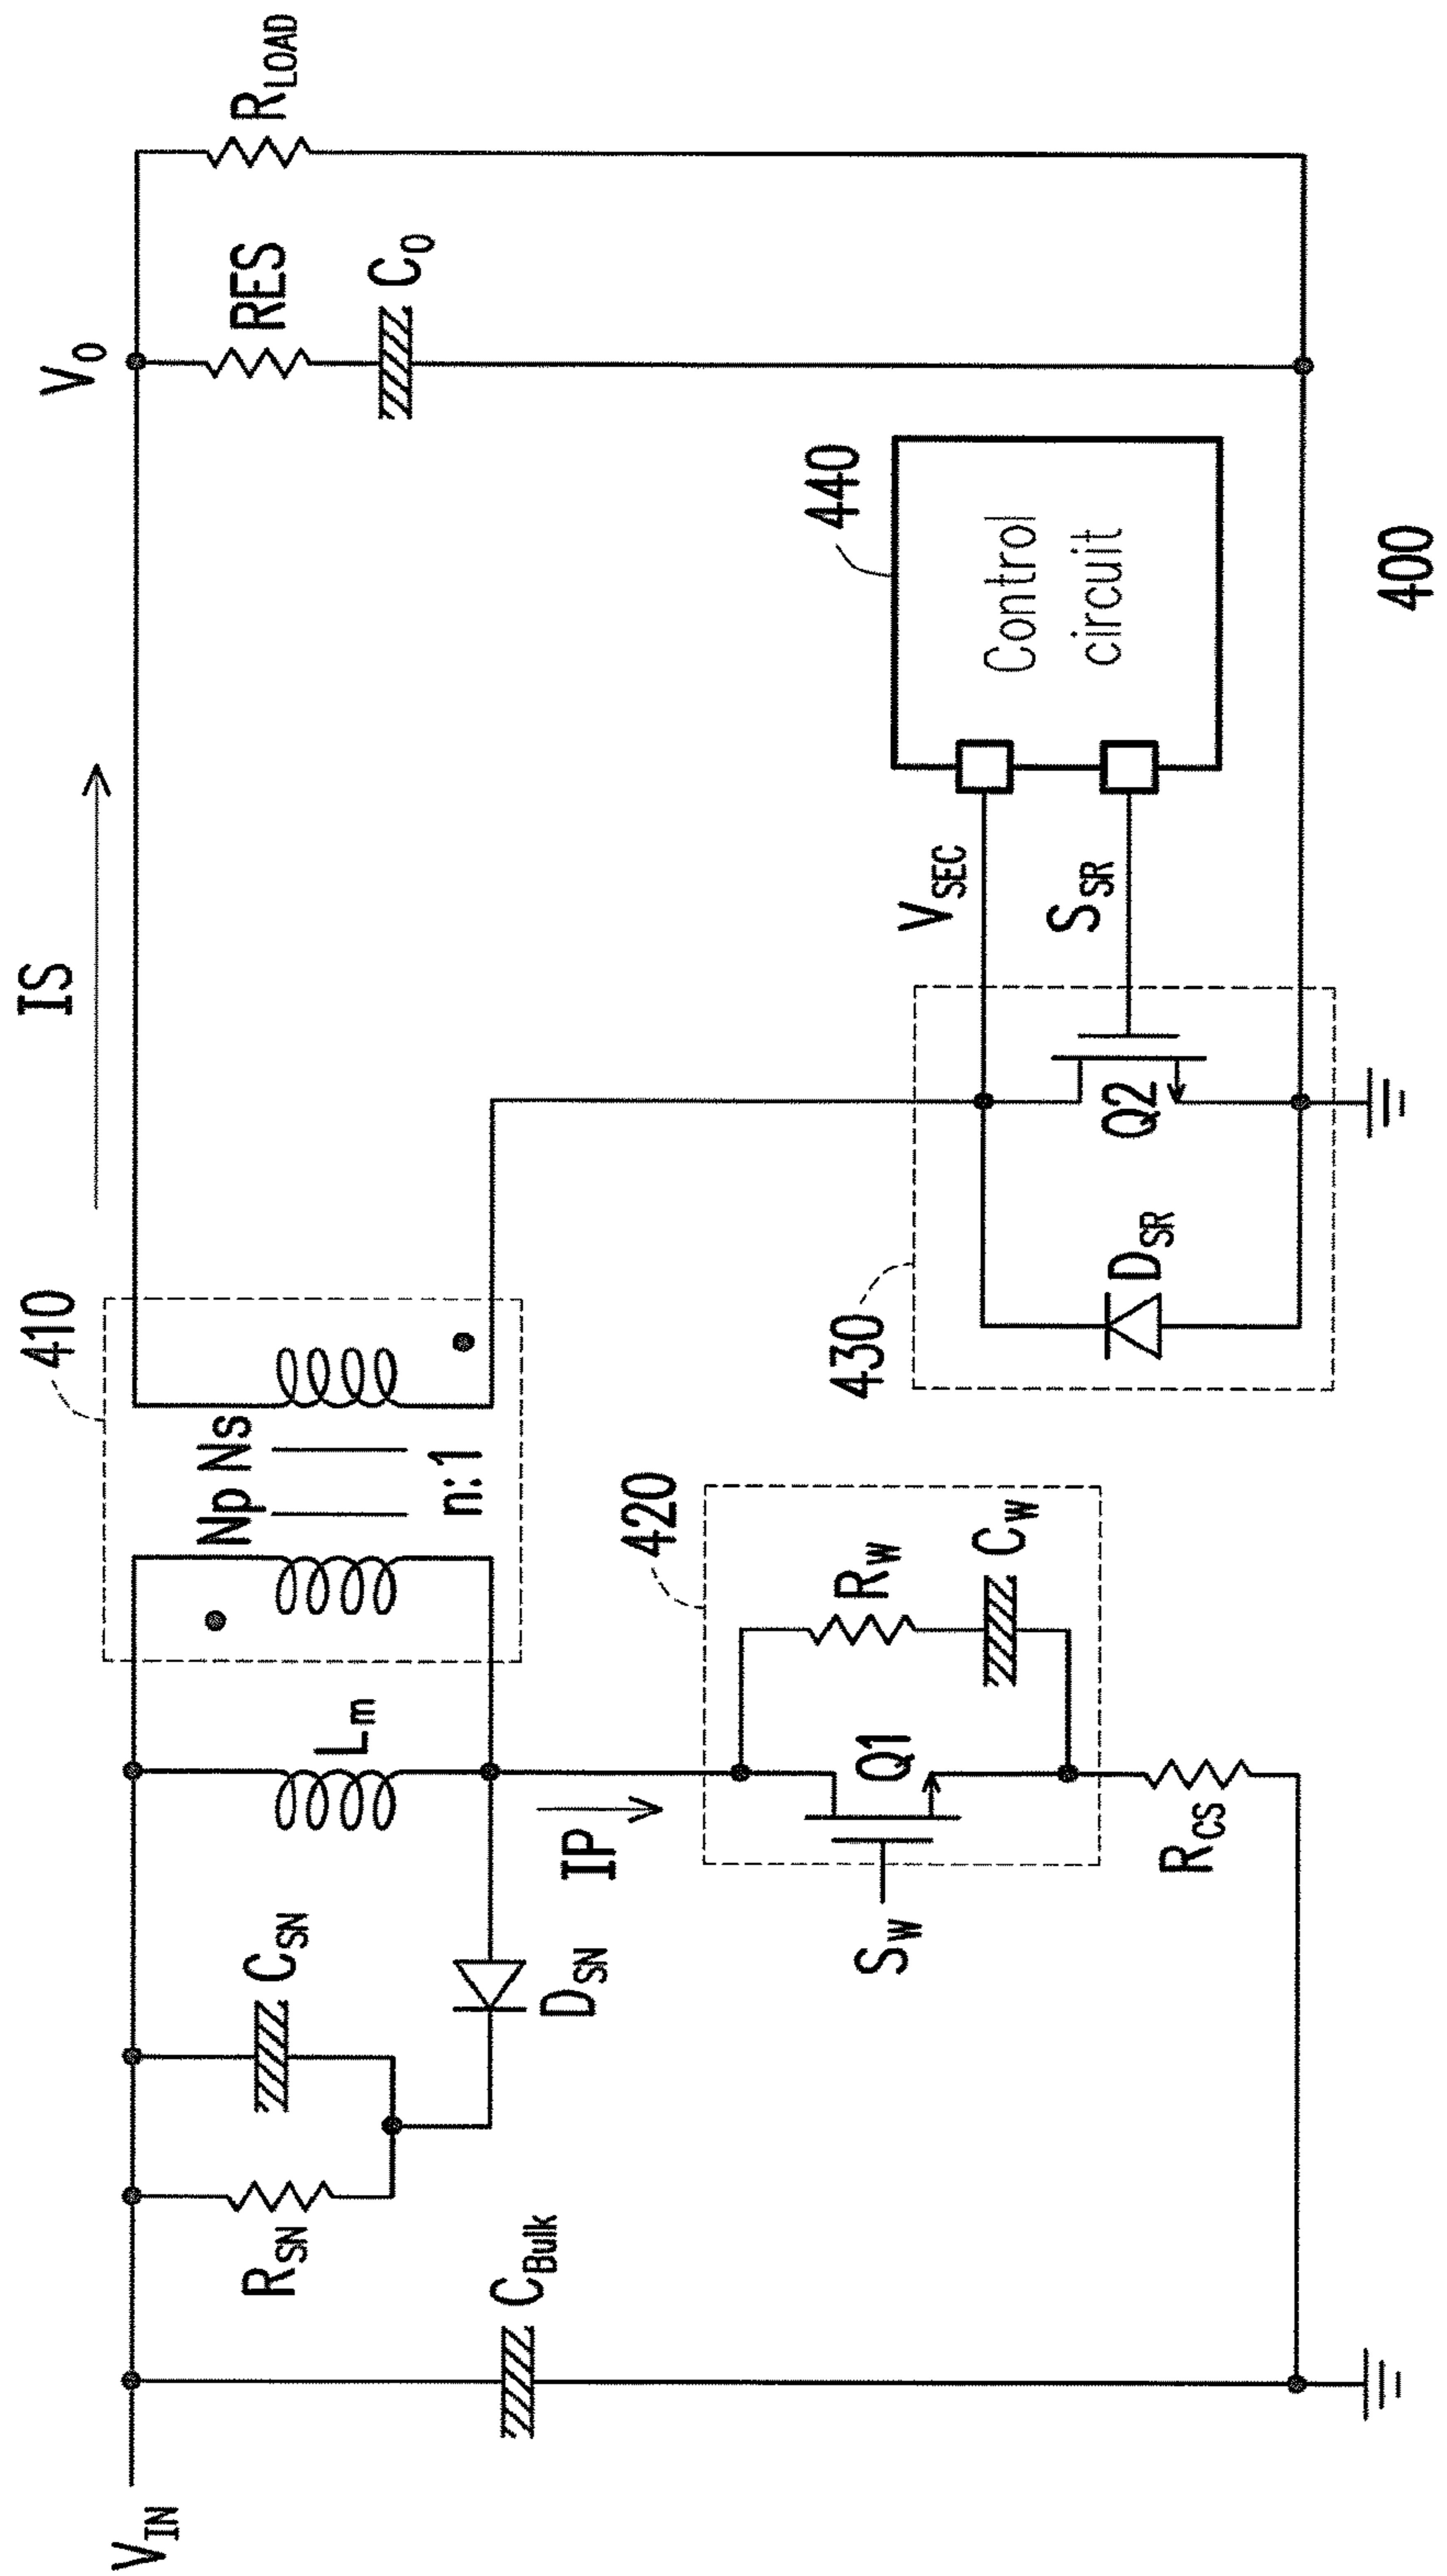 IS
V_O
410
Np Ns
n:1
RES
R_LOAD
C_O
V_IN
R_SN
C_SN
L_m
D_SN
IP
C_Bulk
420
S_W
Q1
R_W
C_W
R_CS
430
D_SR
Q2
V_SEC
S_SR
440
Control
circuit
400